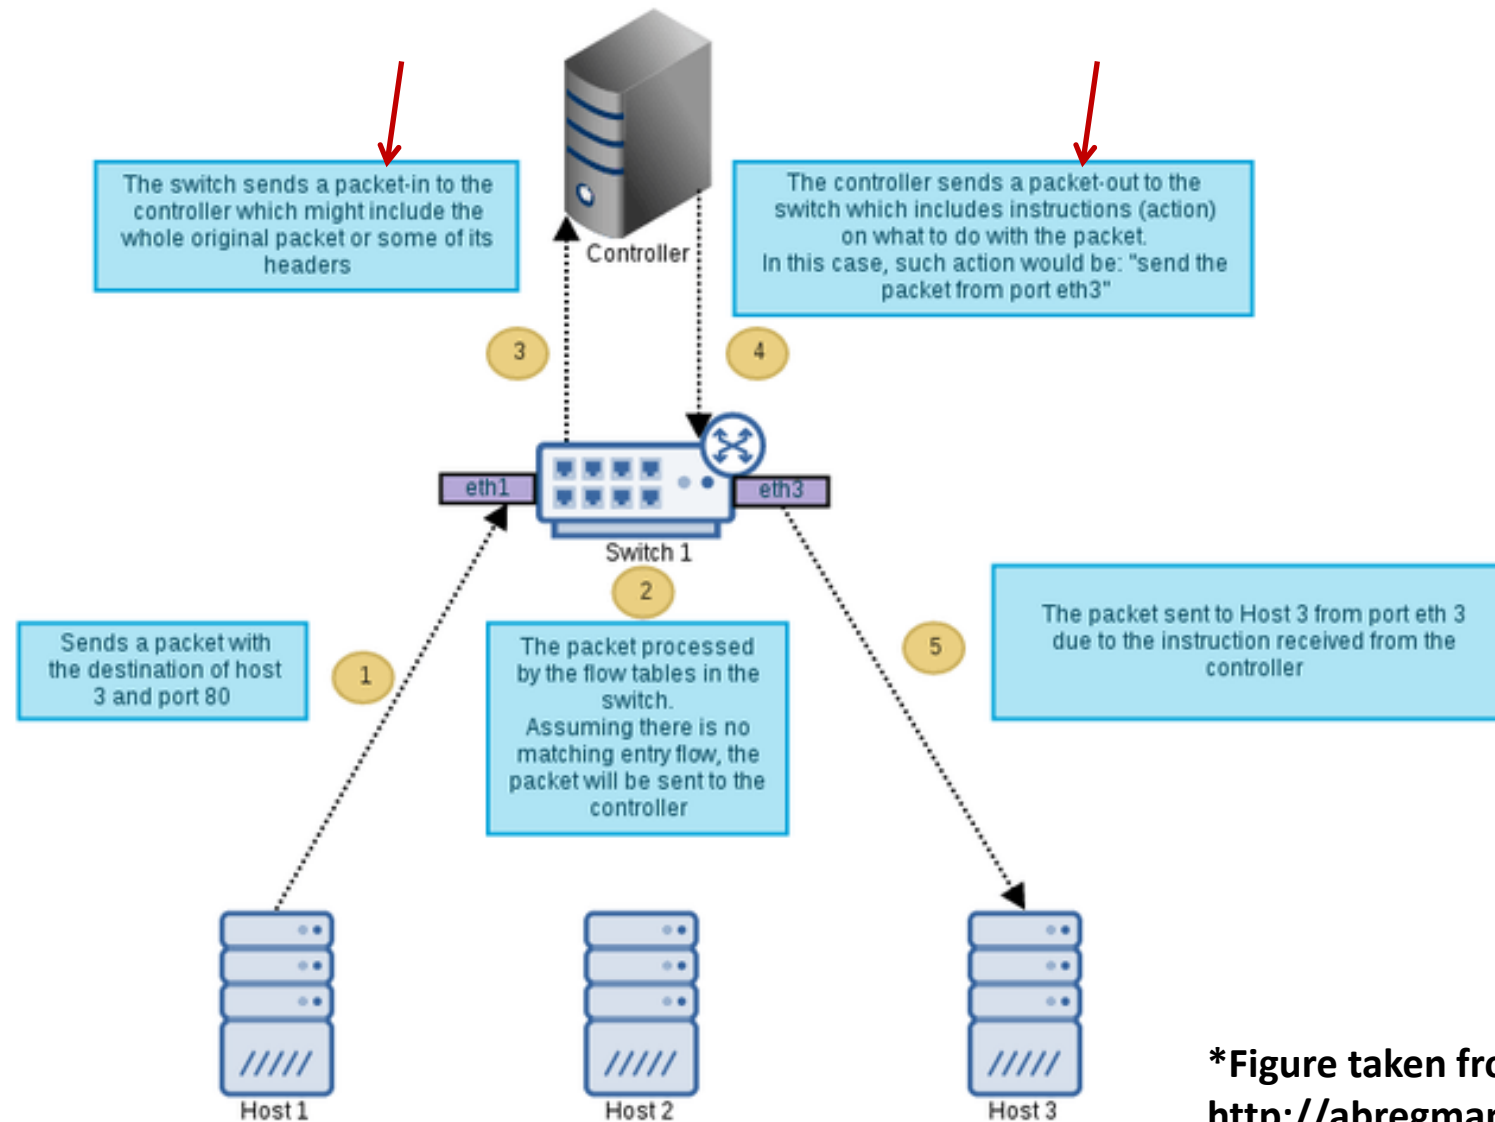 The switch sends a packet-in to the
controller which might include the
whole original packet or some of its
headers
Controller
The controller sends a packet-out to the
switch which includes instructions (action)
on what to do with the packet.
In this case, such action would be: "send the
packet from port eth3"
3
4
eth1
eth3
Switch 1
2
Sends a packet with
the destination of host
3 and port 80
1
The packet processed
by the flow tables in the
switch.
Assuming there is no
matching entry flow, the
packet will be sent to the
controller
5
The packet sent to Host 3 from port eth 3
due to the instruction received from the
controller
Host 1
Host 2
Host 3
*Figure taken